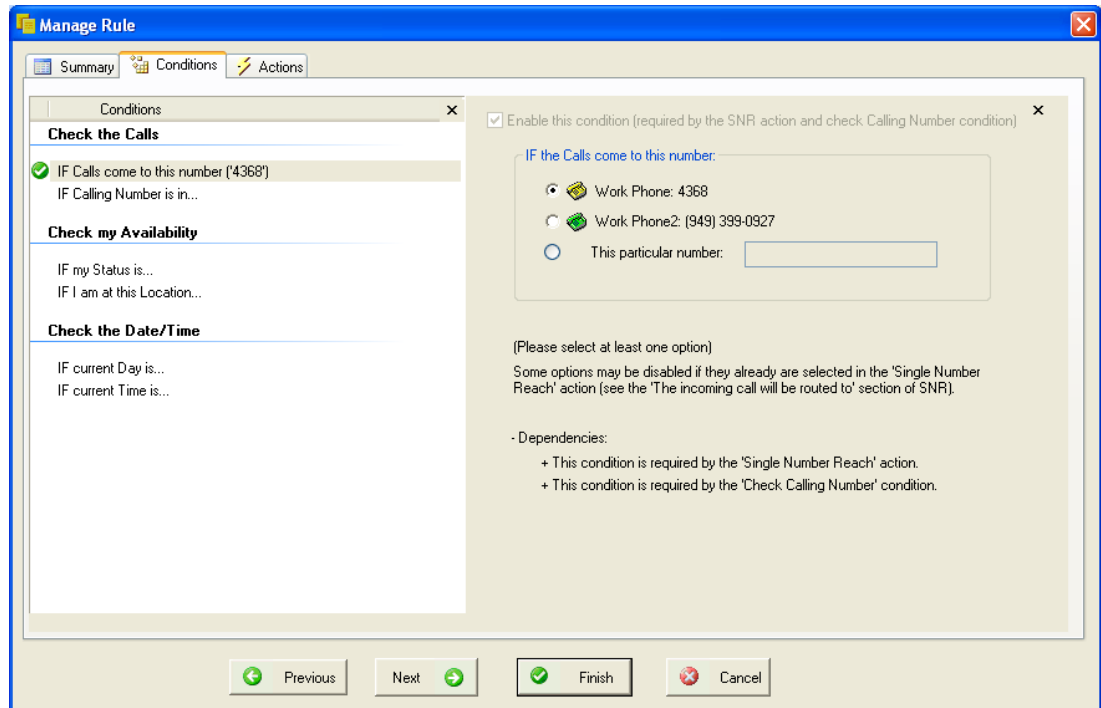 Manage Rule
Summary
Conditions
Actions
Conditions
Check the Calls
IF Calls come to this number ('4368')
IF Calling Number is in...
Check my Availability
IF my Status is...
IF I am at this Location...
Check the Date/Time
IF current Day is...
IF current Time is...
Enable this condition (required by the SNR action and check Calling Number condition)
IF the Calls come to this number:
Work Phone: 4368
Work Phone2: (949) 399-0927
This particular number:
(Please select at least one option)
Some options may be disabled if they already are selected in the 'Single Number
Reach' action (see the 'The incoming call will be routed to' section of SNR).
- Dependencies:
+ This condition is required by the 'Single Number Reach' action.
+ This condition is required by the 'Check Calling Number' condition.
Previous
Next
Finish
Cancel